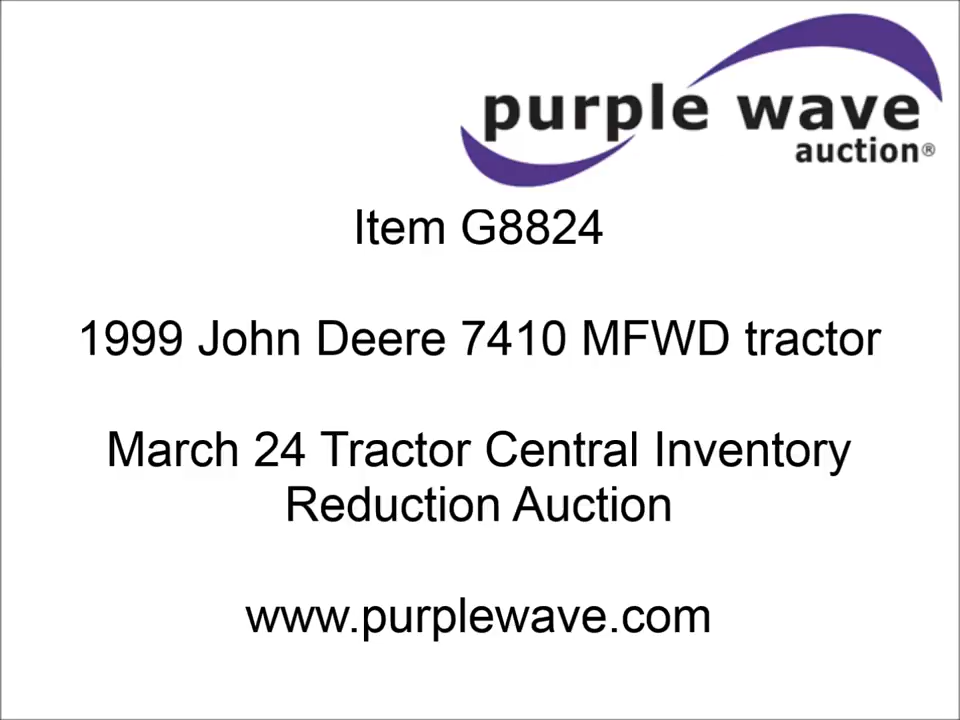 purple wave
auction®
Item G8824
1999 John Deere 7410 MFWD tractor
March 24 Tractor Central Inventory
Reduction Auction
www.purplewave.com